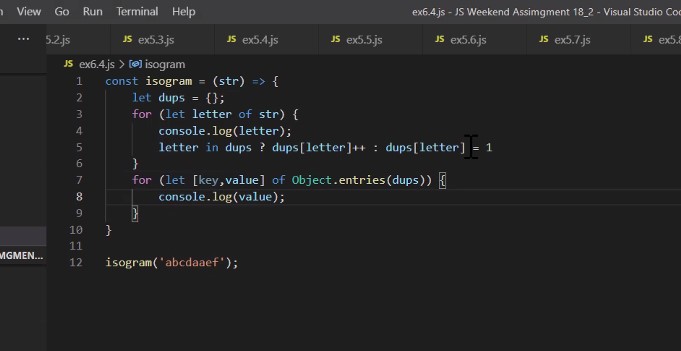 View Go Run Terminal Help ex6.4.js - JS Weekend Assimgment 18_2 - Visual Studio Cod
... 5.2.js JS ex5.3.js JS ex5.4.js JS ex5.5.js JS ex5.6.js JS ex5.7.js JS ex5.8
JS ex6.4.js > isogram
1 const isogram = (str) => {
2 let dups = {};
3 for (let letter of str) {
4 console.log(letter);
5 letter in dups ? dups[letter]++ : dups[letter] = 1
6 }
7 for (let [key,value] of Object.entries(dups)) {
8 console.log(value);
9 }
10 }
11
MGMEN...
12 isogram('abcdaaef');